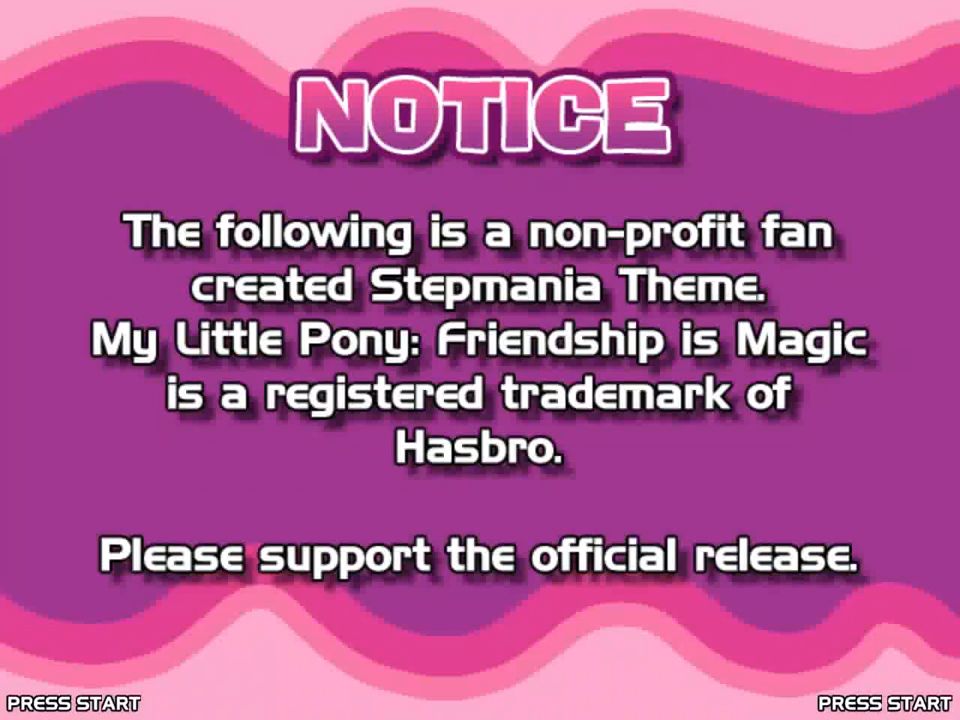 NOTICE
The following is a non-profit fan
created Stepmania Theme.
My Little Pony: Friendship is Magic
is a registered trademark of
Hasbro.
Please support the official release.
PRESS START
PRESS START